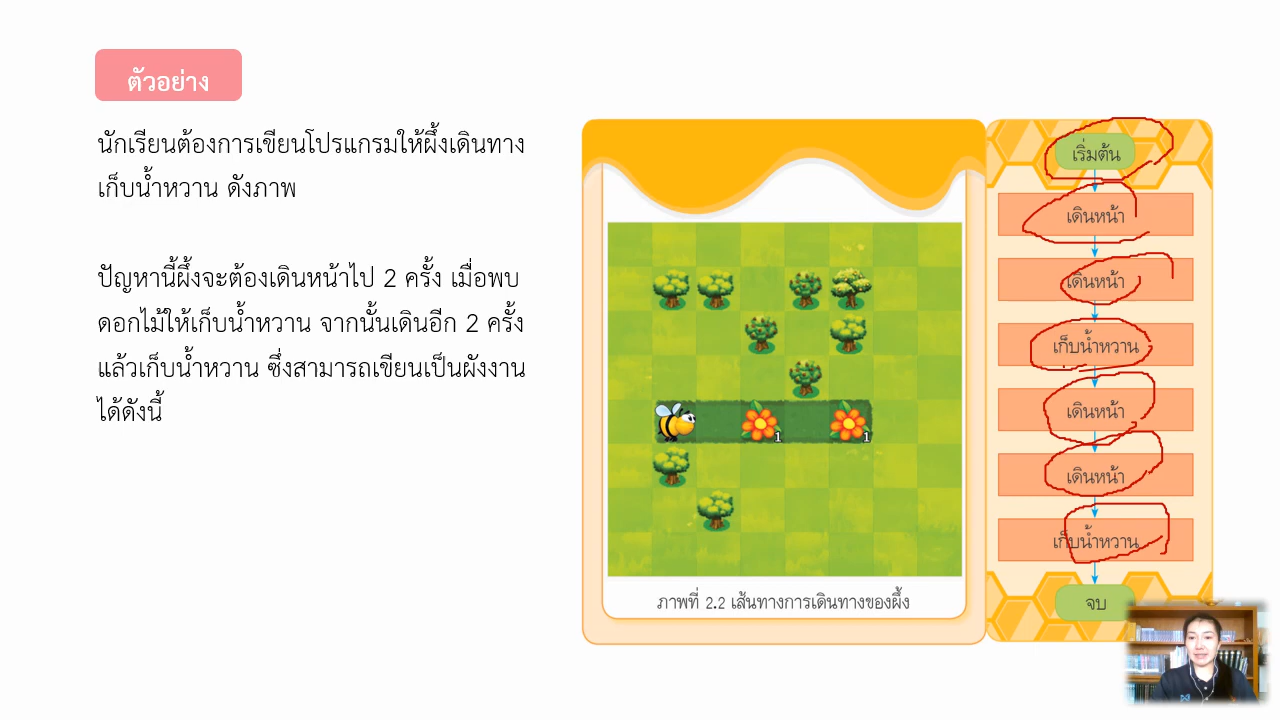 ตัวอย่าง
นักเรียนต้องการเขียนโปรแกรมให้ผึ้งเดินทาง
เก็บน้ำหวาน ดังภาพ
ปัญหานี้ผึ้งจะต้องเดินหน้าไป 2 ครั้ง เมื่อพบ
ดอกไม้ให้เก็บน้ำหวาน จากนั้นเดินอีก 2 ครั้ง
แล้วเก็บน้ำหวาน ซึ่งสามารถเขียนเป็นผังงาน
ได้ดังนี้
1
1
ภาพที่ 2.2 เส้นทางการเดินทางของผึ้ง
เริ่มต้น
เดินหน้า
เดินหน้า
เก็บน้ำหวาน
เดินหน้า
เดินหน้า
เก็บน้ำหวาน
จบ